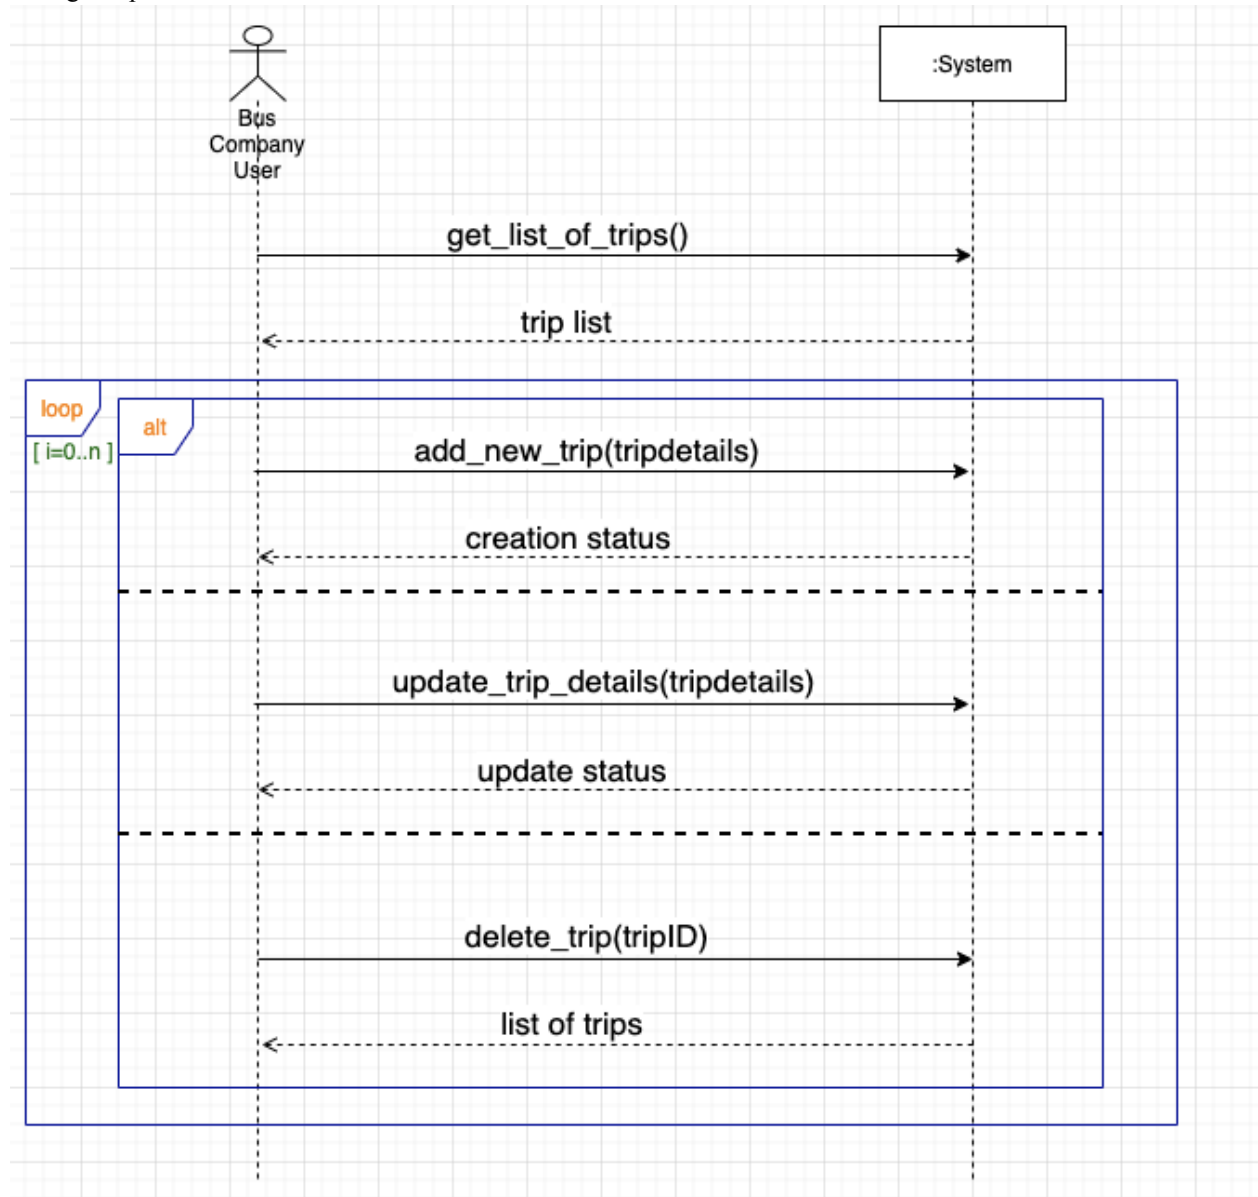 :System
Bus
Company
User
get_list_of_trips()
trip list
loop
[ i=0..n ]
alt
add_new_trip(tripdetails)
creation status
update_trip_details(tripdetails)
update status
delete_trip(tripID)
list of trips